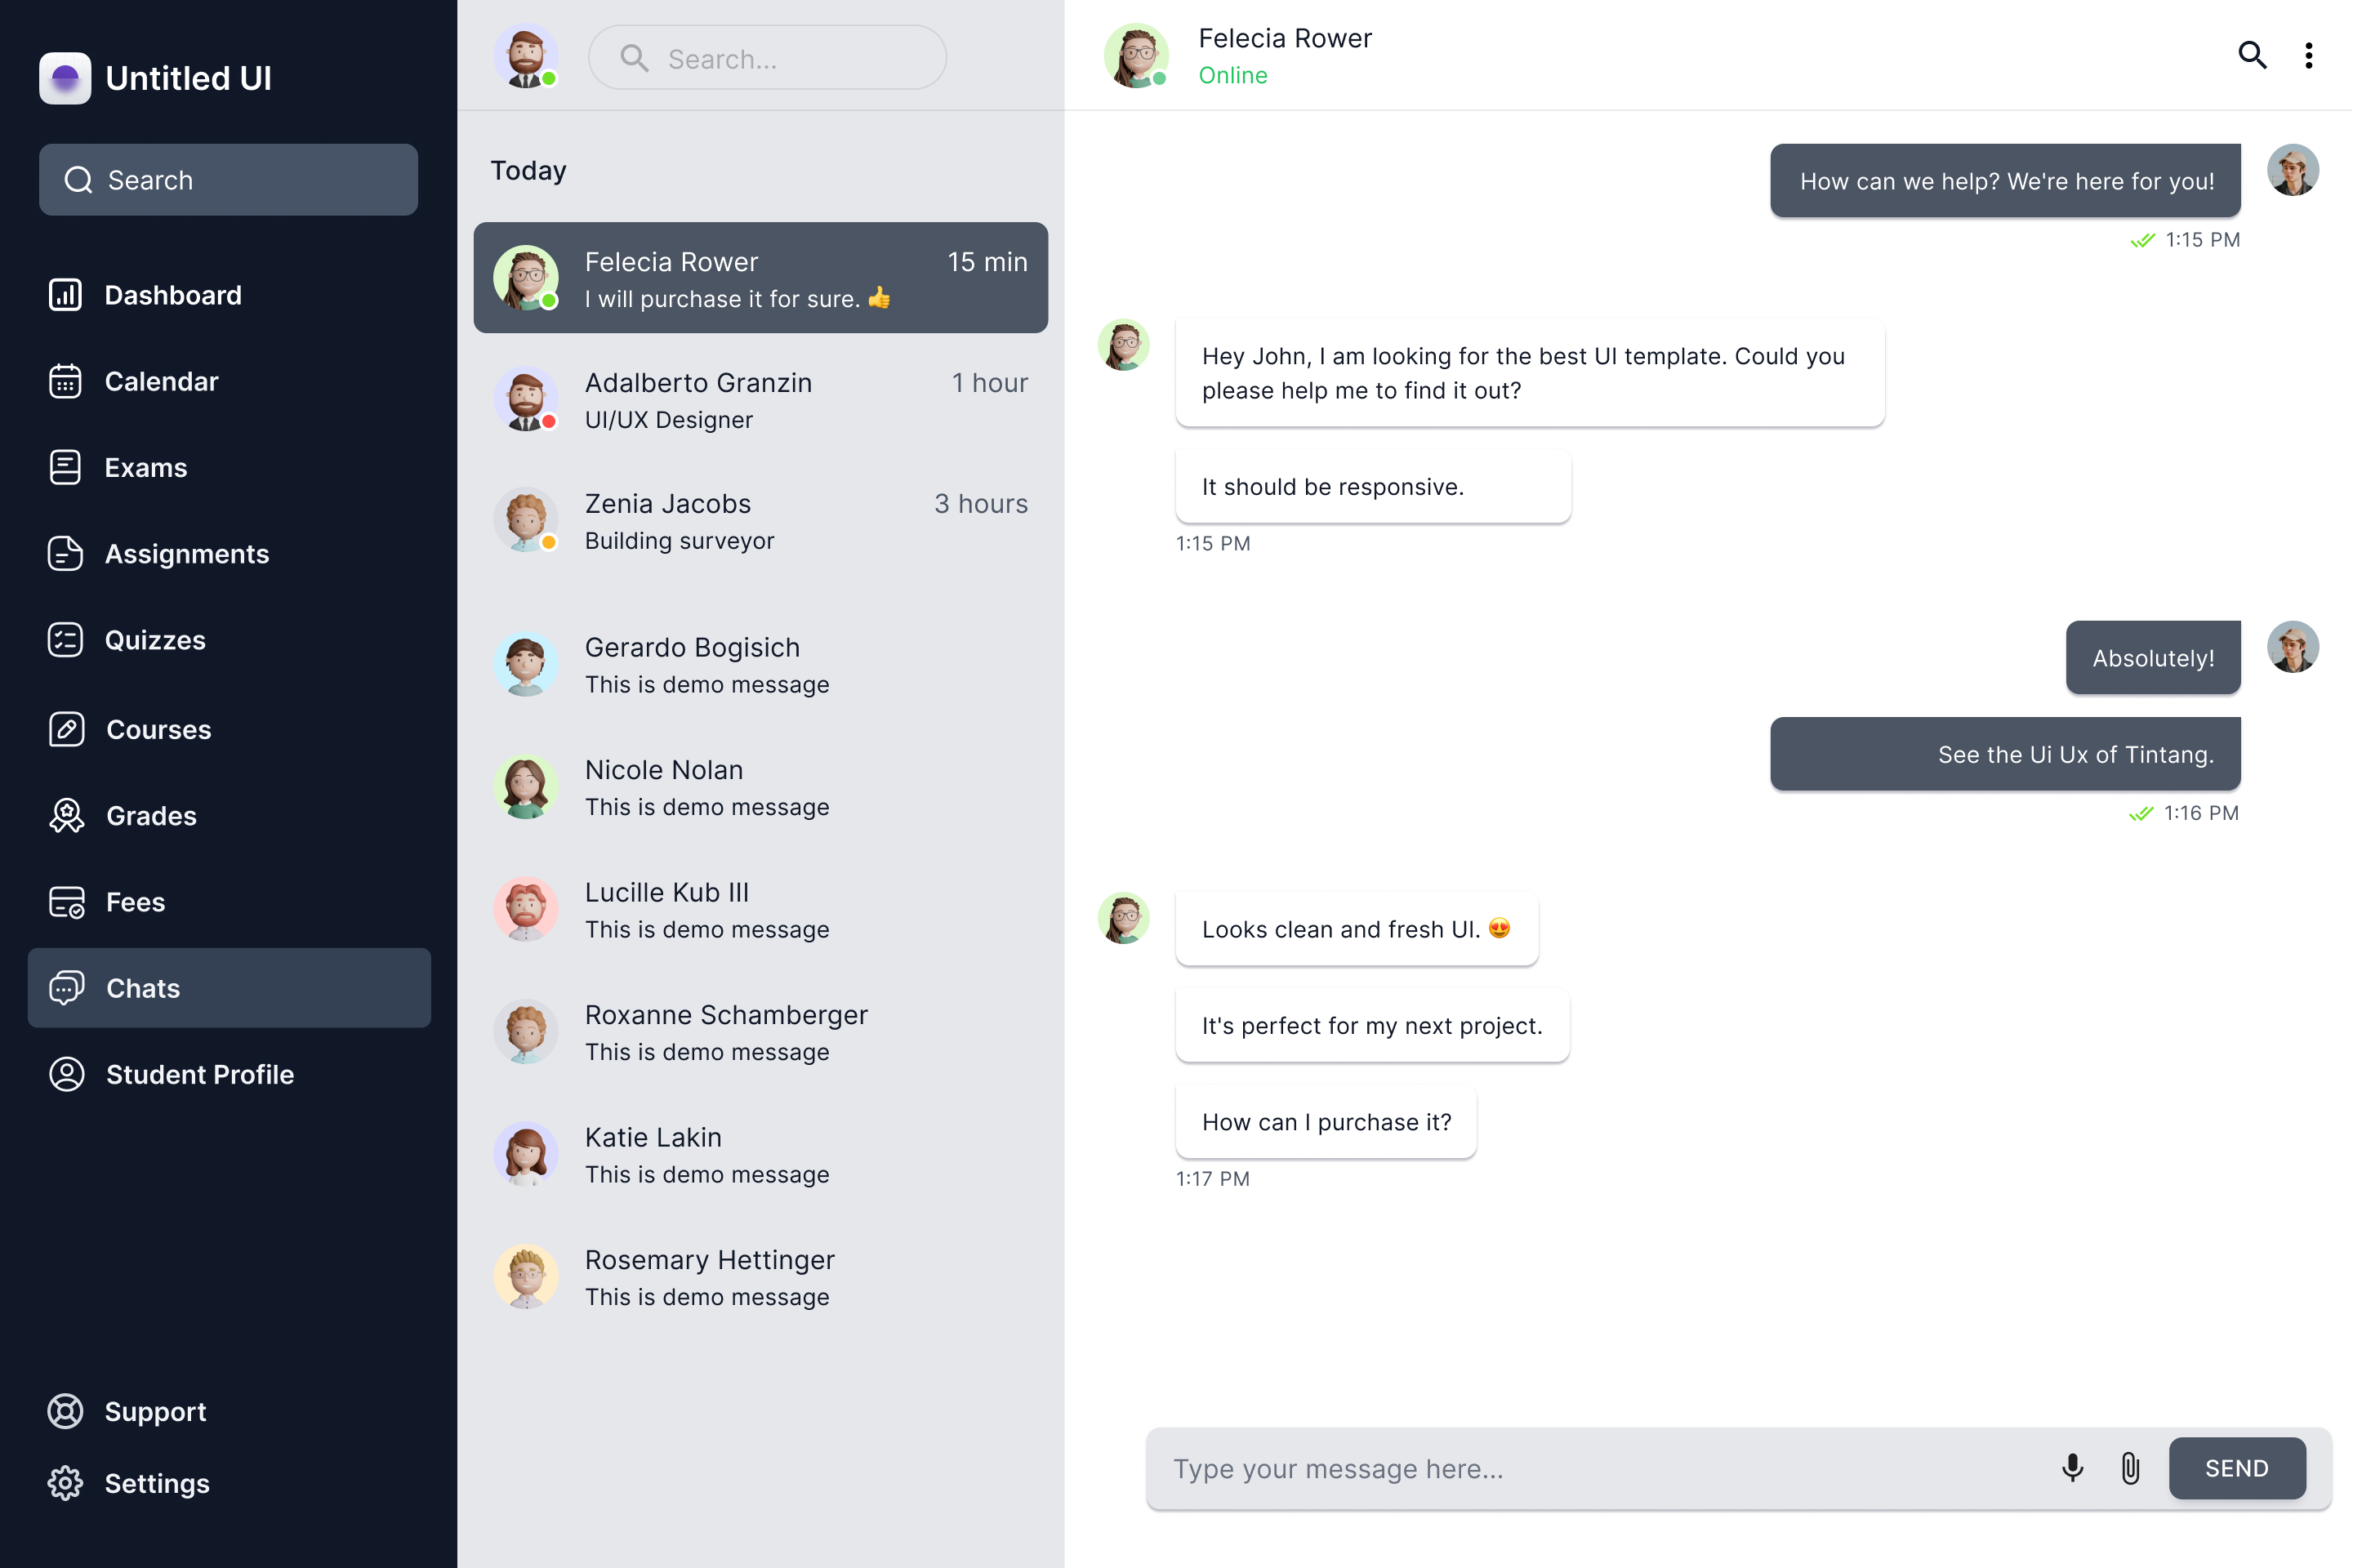 Untitled UI
Search
Dashboard
Calendar
Exams
Assignments
Quizzes
Courses
Grades
Fees
Chats
Student Profile
Support
Settings
Search...
Today
Felecia Rower 15 min
I will purchase it for sure. 👍
Adalberto Granzin 1 hour
UI/UX Designer
Zenia Jacobs 3 hours
Building surveyor
Gerardo Bogisich
This is demo message
Nicole Nolan
This is demo message
Lucille Kub III
This is demo message
Roxanne Schamberger
This is demo message
Katie Lakin
This is demo message
Rosemary Hettinger
This is demo message
Felecia Rower
Online
How can we help? We're here for you!
1:15 PM
Hey John, I am looking for the best UI template. Could you
please help me to find it out?
It should be responsive.
1:15 PM
Absolutely!
See the Ui Ux of Tintang.
1:16 PM
Looks clean and fresh UI. 😍
It's perfect for my next project.
How can I purchase it?
1:17 PM
Type your message here...
SEND